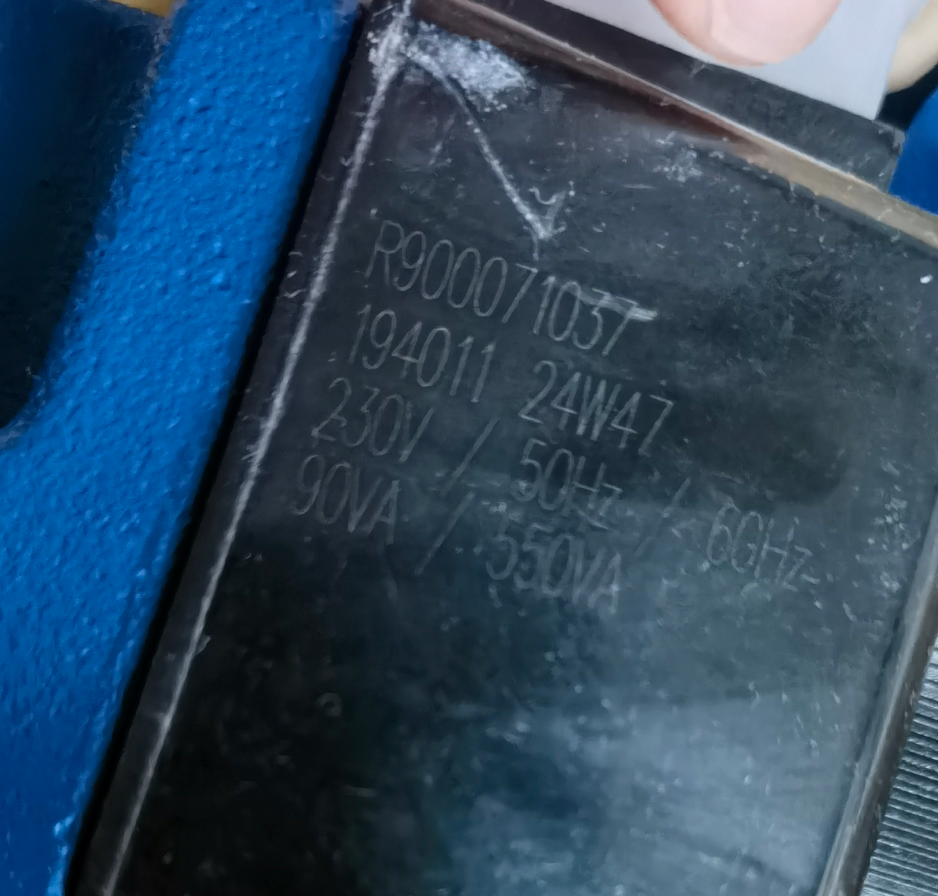 R900071037
194011 24W47
230V / 50Hz / 60Hz
90VA / 550VA